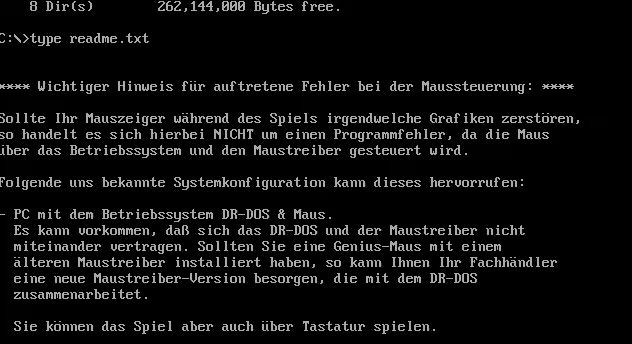 8 Dir(s)        262,144,000 Bytes free.
C:\>type readme.txt
**** Wichtiger Hinweis für auftretene Fehler bei der Maussteuerung: ****
Sollte Ihr Mauszeiger während des Spiels irgendwelche Grafiken zerstören,
so handelt es sich hierbei NICHT um einen Programmfehler, da die Maus
über das Betriebssystem und den Maustreiber gesteuert wird.
Folgende uns bekannte Systemkonfiguration kann dieses hervorrufen:
- PC mit dem Betriebssystem DR-DOS & Maus.
Es kann vorkommen, daß sich das DR-DOS und der Maustreiber nicht
miteinander vertragen. Sollten Sie eine Genius-Maus mit einem
älteren Maustreiber installiert haben, so kann Ihnen Ihr Fachhändler
eine neue Maustreiber-Version besorgen, die mit dem DR-DOS
zusammenarbeitet.
Sie können das Spiel aber auch über Tastatur spielen.